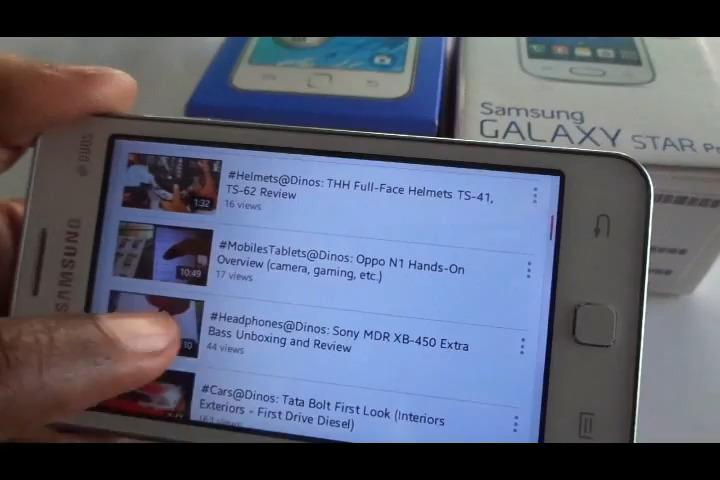 Samsung
GALAXY STAR Pr
DUOS
SAMSUNG
#Helmets@Dinos: THH Full-Face Helmets TS-41,
TS-62 Review
16 views
1:32
#MobilesTablets@Dinos: Oppo N1 Hands-On
Overview (camera, gaming, etc.)
17 views
10:49
#Headphones@Dinos: Sony MDR XB-450 Extra
Bass Unboxing and Review
44 views
#Cars@Dinos: Tata Bolt First Look (Interiors
Exteriors - First Drive Diesel)